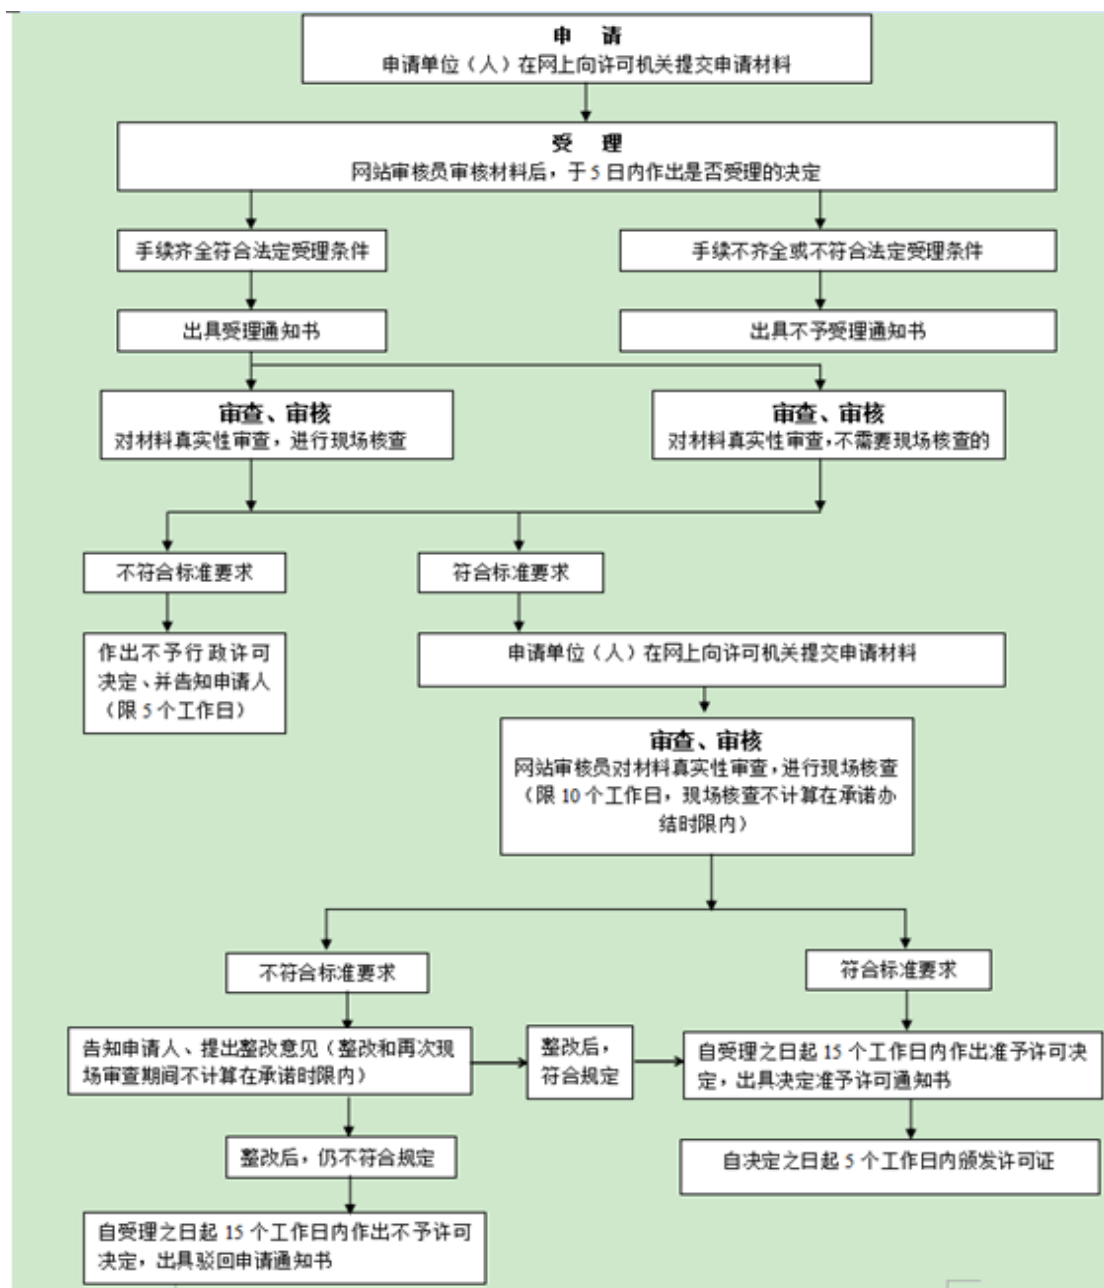 申 请
申请单位（人）在网上向许可机关提交申请材料
受 理
网站审核员审核材料后，于 5 日内作出是否受理的决定
手续齐全符合法定受理条件
手续不齐全或不符合法定受理条件
出具受理通知书
出具不予受理通知书
审查、审核
对材料真实性审查，进行现场核查
审查、审核
对材料真实性审查,不需要现场核查的
不符合标准要求
符合标准要求
作出不予行政许可
决定、并告知申请人
（限 5 个工作日）
申请单位（人）在网上向许可机关提交申请材料
审查、审核
网站审核员对材料真实性审查，进行现场核查
（限 10 个工作日，现场核查不计算在承诺办
结时限内）
不符合标准要求
符合标准要求
告知申请人、提出整改意见（整改和再次现
场审查期间不计算在承诺时限内）
整改后，
符合规定
自受理之日起 15 个工作日内作出准予许可决
定，出具决定准予许可通知书
整改后，仍不符合规定
自决定之日起 5 个工作日内颁发许可证
自受理之日起 15 个工作日内作出不予许可
决定，出具驳回申请通知书